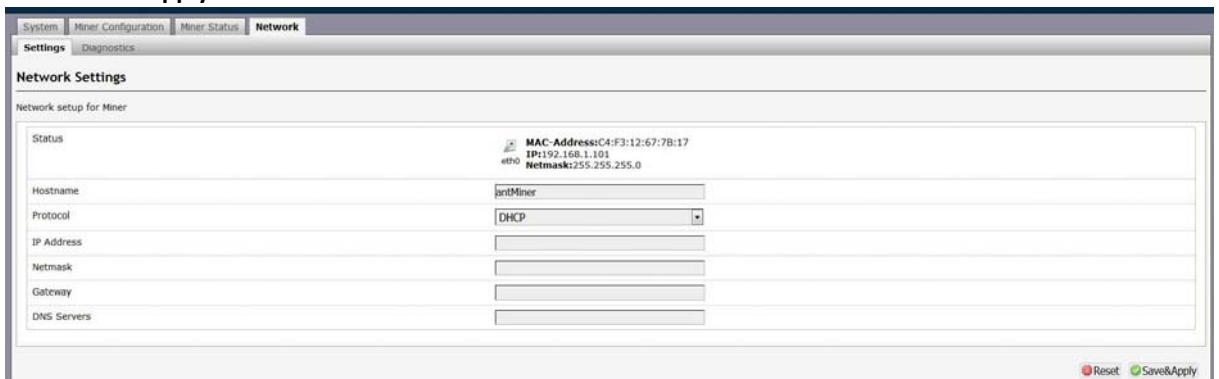 System Miner Configuration Miner Status Network
Settings Diagnostics
Network Settings
Network setup for Miner
Status
MAC-Address:C4:F3:12:67:7B:17
IP:192.168.1.101
eth0 Netmask:255.255.255.0
Hostname antMiner
Protocol DHCP
IP Address
Netmask
Gateway
DNS Servers
Reset Save&Apply